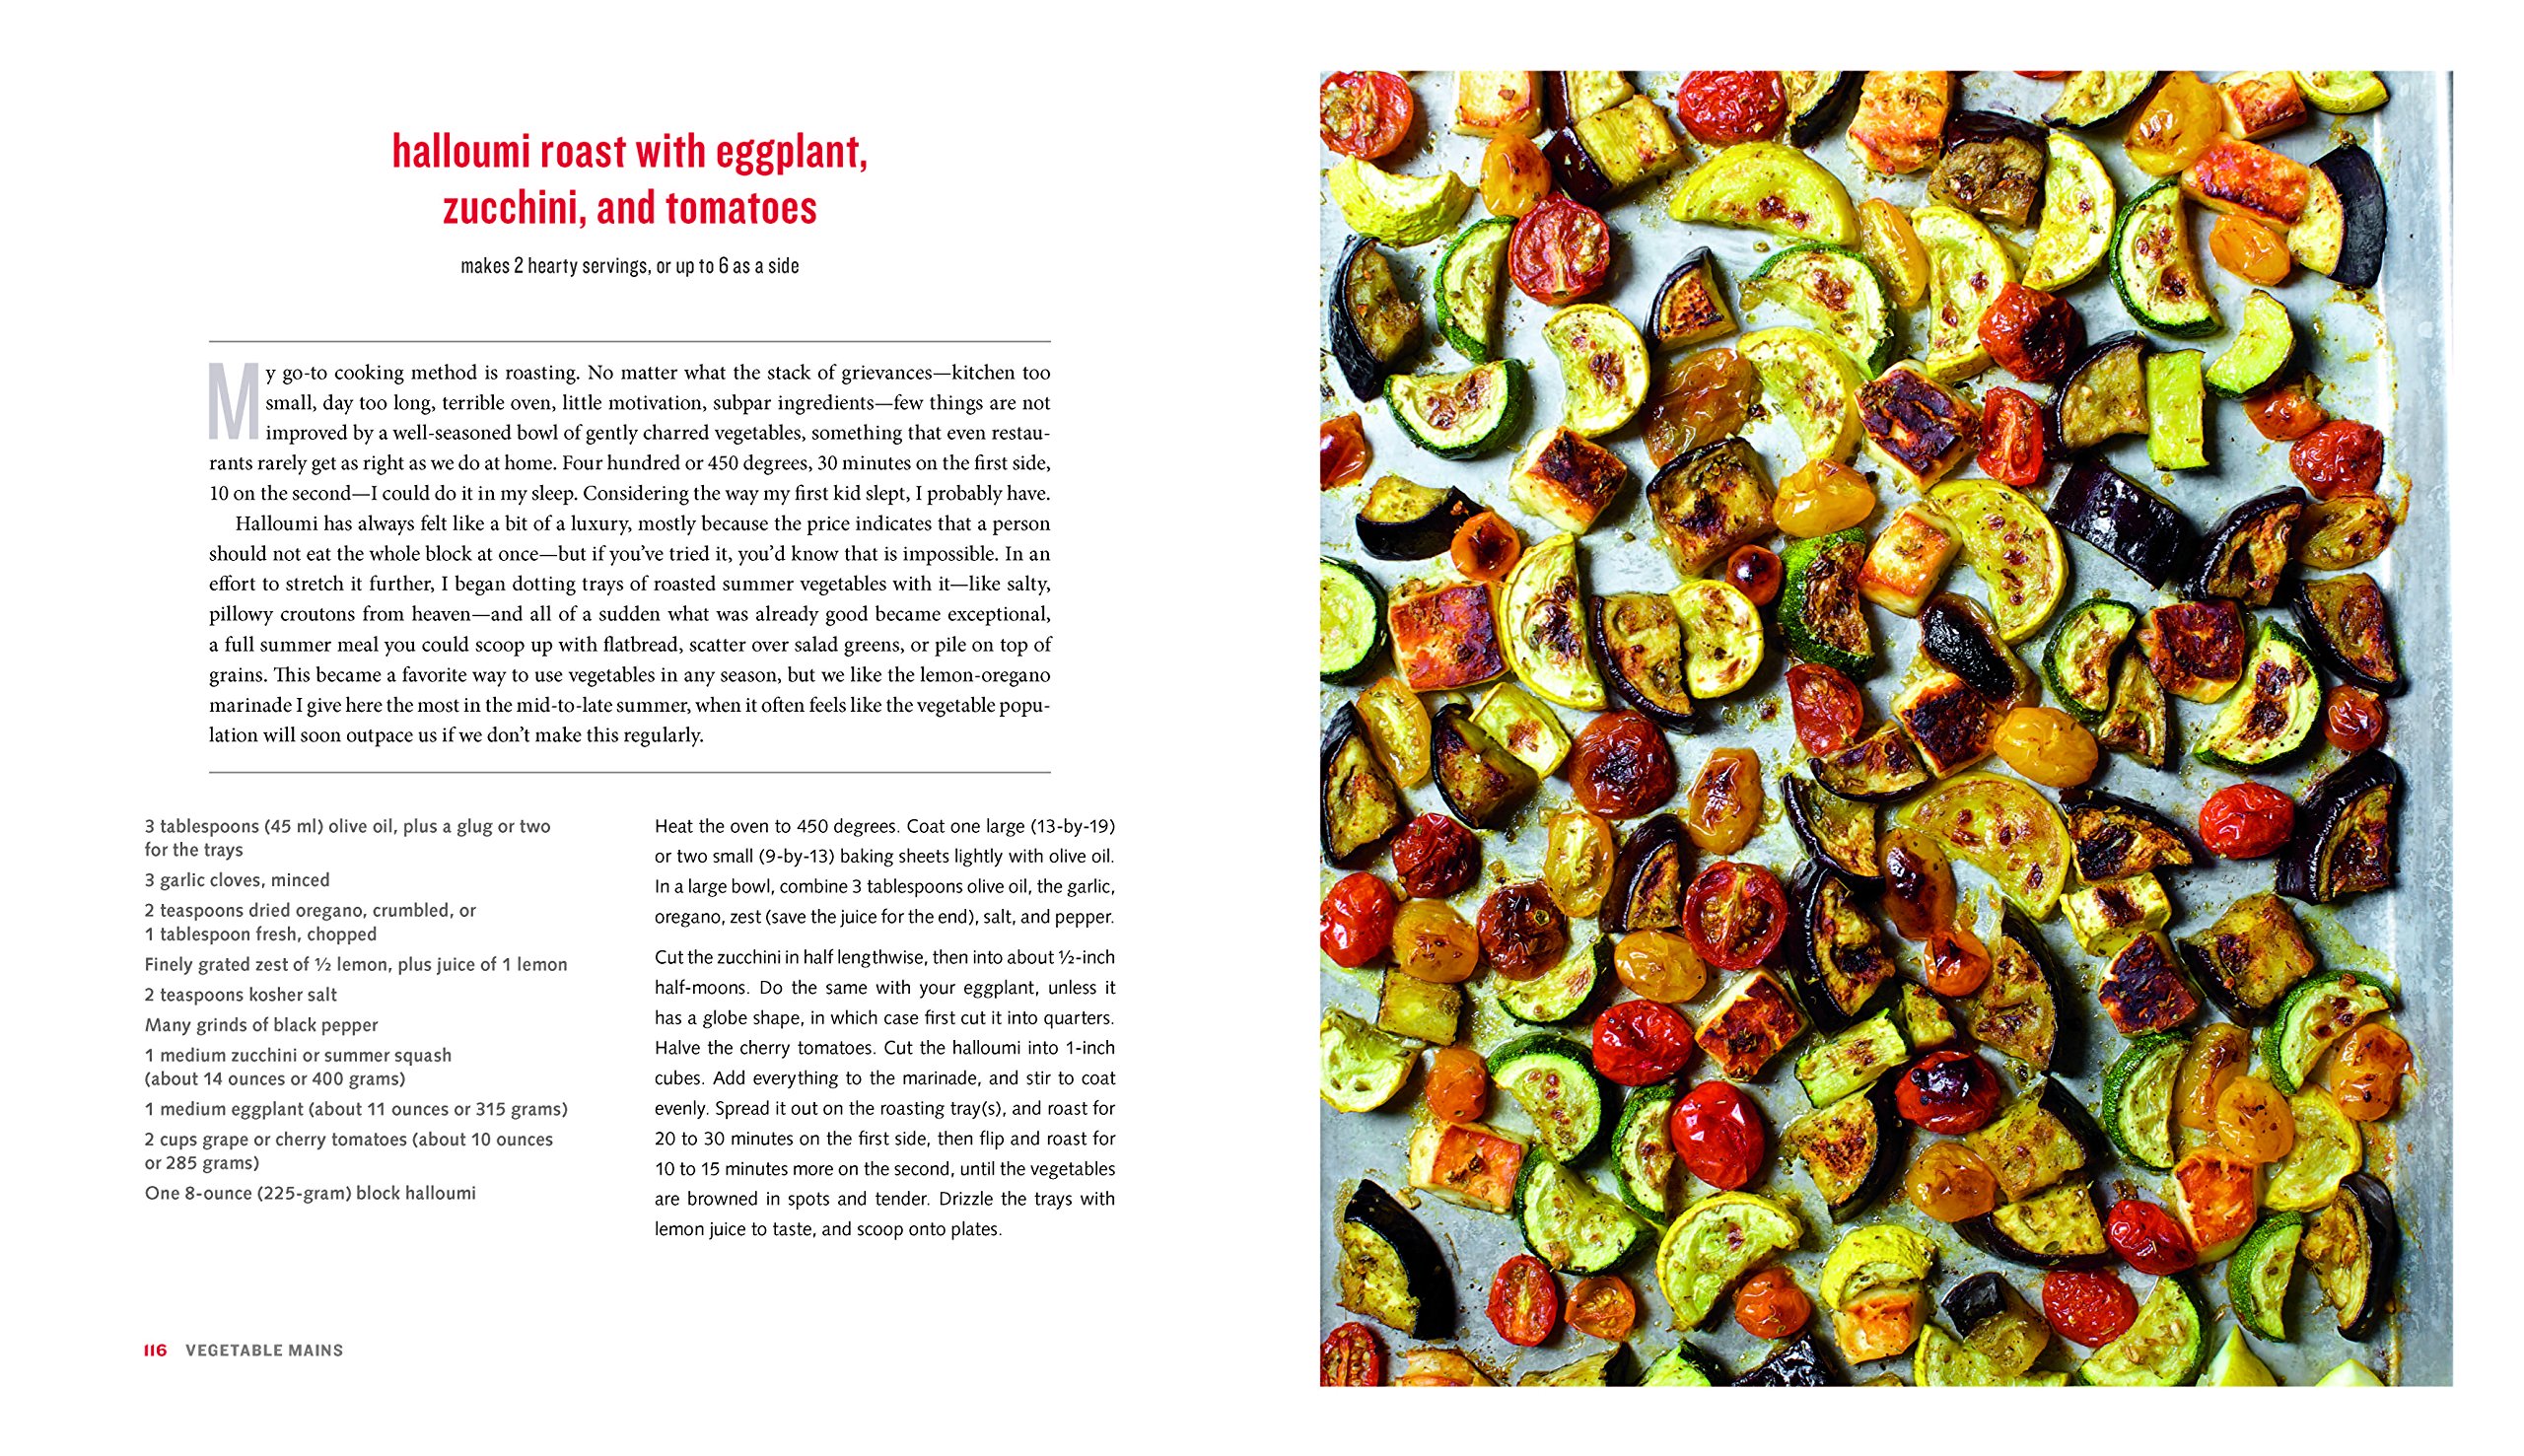 halloumi roast with eggplant,
zucchini, and tomatoes
makes 2 hearty servings, or up to 6 as a side
My go-to cooking method is roasting. No matter what the stack of grievances—kitchen too
small, day too long, terrible oven, little motivation, subpar ingredients—few things are not
improved by a well-seasoned bowl of gently charred vegetables, something that even restau-
rants rarely get as right as we do at home. Four hundred or 450 degrees, 30 minutes on the first side,
10 on the second—I could do it in my sleep. Considering the way my first kid slept, I probably have.
Halloumi has always felt like a bit of a luxury, mostly because the price indicates that a person
should not eat the whole block at once—but if you’ve tried it, you’d know that is impossible. In an
effort to stretch it further, I began dotting trays of roasted summer vegetables with it—like salty,
pillowy croutons from heaven—and all of a sudden what was already good became exceptional,
a full summer meal you could scoop up with flatbread, scatter over salad greens, or pile on top of
grains. This became a favorite way to use vegetables in any season, but we like the lemon-oregano
marinade I give here the most in the mid-to-late summer, when it often feels like the vegetable popu-
lation will soon outpace us if we don’t make this regularly.
3 tablespoons (45 ml) olive oil, plus a glug or two
for the trays
3 garlic cloves, minced
2 teaspoons dried oregano, crumbled, or
1 tablespoon fresh, chopped
Finely grated zest of ½ lemon, plus juice of 1 lemon
2 teaspoons kosher salt
Many grinds of black pepper
1 medium zucchini or summer squash
(about 14 ounces or 400 grams)
1 medium eggplant (about 11 ounces or 315 grams)
2 cups grape or cherry tomatoes (about 10 ounces
or 285 grams)
One 8-ounce (225-gram) block halloumi
Heat the oven to 450 degrees. Coat one large (13-by-19)
or two small (9-by-13) baking sheets lightly with olive oil.
In a large bowl, combine 3 tablespoons olive oil, the garlic,
oregano, zest (save the juice for the end), salt, and pepper.
Cut the zucchini in half lengthwise, then into about ½-inch
half-moons. Do the same with your eggplant, unless it
has a globe shape, in which case first cut it into quarters.
Halve the cherry tomatoes. Cut the halloumi into 1-inch
cubes. Add everything to the marinade, and stir to coat
evenly. Spread it out on the roasting tray(s), and roast for
20 to 30 minutes on the first side, then flip and roast for
10 to 15 minutes more on the second, until the vegetables
are browned in spots and tender. Drizzle the trays with
lemon juice to taste, and scoop onto plates.
116 VEGETABLE MAINS